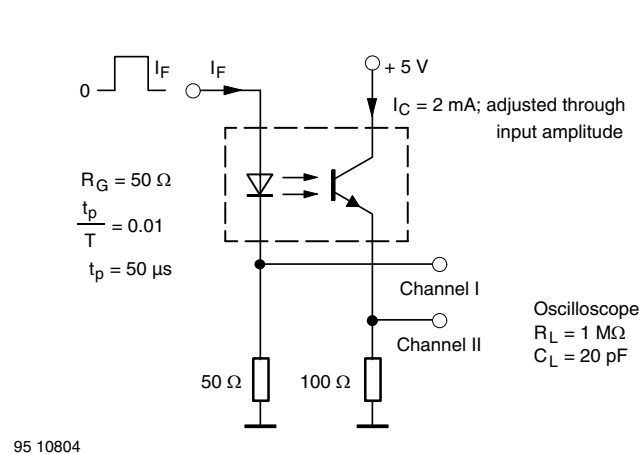 0
I_F
I_F
+ 5 V
I_C = 2 mA; adjusted through
input amplitude
R_G = 50 Ω
t_p
T
= 0.01
t_p = 50 µs
Channel I
Channel II
Oscilloscope
R_L = 1 MΩ
C_L = 20 pF
50 Ω
100 Ω
95 10804